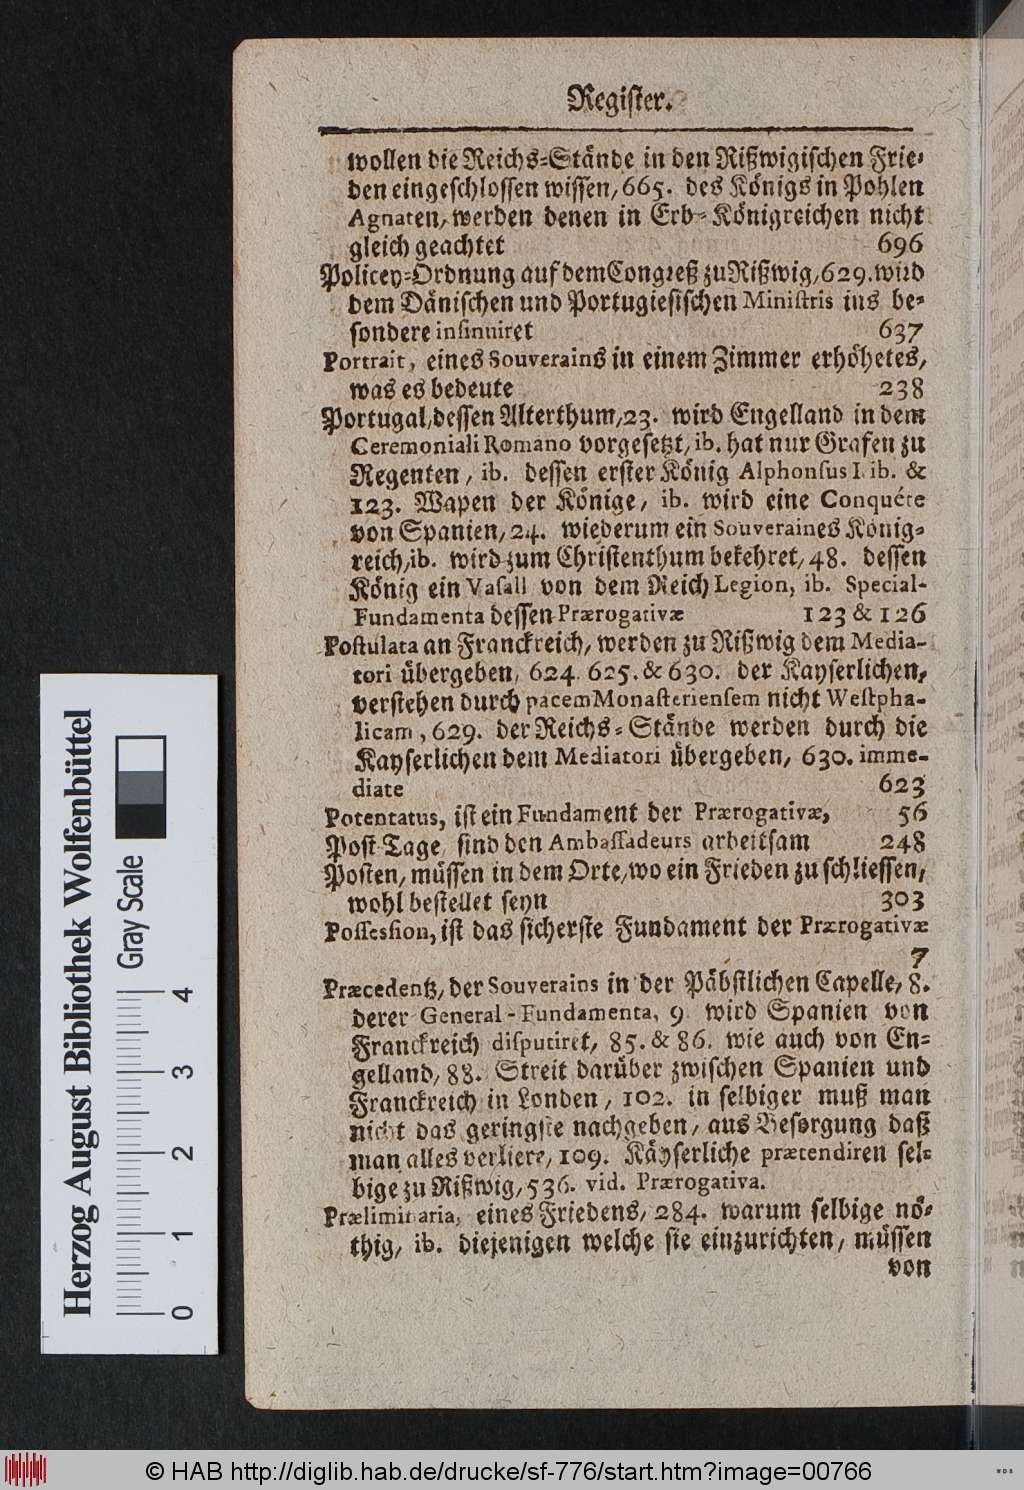 Register.
wollen die Reichs-Stände in den Rißwigischen Frie-
den eingeschlossen wissen, 665. des Königs in Pohlen
Agnaten, werden denen in Erb-Königreichen nicht
gleich geachtet 696
Policey-Ordnung auf dem Congreß zu Rißwig, 629. wird
dem Dänischen und Portugiesischen Ministris ins be-
sondere insinuiret 637
Portrait, eines Souverains in einem Zimmer erhöhetes,
was es bedeute 238
Portugal, dessen Alterthum, 23. wird Engelland in dem
Ceremoniali Romano vorgesetzt, ib. hat nur Grafen zu
Regenten, ib. dessen erster König Alphonsus I. ib. &
123. Wapen der Könige, ib. wird eine Conquéte
von Spanien, 24. wiederum ein Souveraines König-
reich, ib. wird zum Christenthum bekehret, 48. dessen
König ein Vasall von dem Reich Legion, ib. Special-
Fundamenta dessen Prærogativæ 123 & 126
Postulata an Franckreich, werden zu Rißwig dem Media-
tori übergeben, 624. 625. & 630. der Kayserlichen,
verstehen durch pacem Monasteriensem nicht Westpha-
licam, 629. der Reichs-Stände werden durch die
Kayserlichen dem Mediatori übergeben, 630. imme-
diate 623
Potentatus, ist ein Fundament der Prærogativæ, 56
Post-Tage, sind den Ambassadeurs arbeitsam 248
Posten, müssen in dem Orte, wo ein Frieden zu schliessen,
wohl bestellet seyn 303
Possession, ist das sicherste Fundament der Prærogativæ
7
Præcedentz, der Souverains in der Päbstlichen Capelle, 8.
derer General-Fundamenta, 9. wird Spanien von
Franckreich disputiret, 85. & 86. wie auch von En-
gelland, 88. Streit darüber zwischen Spanien und
Franckreich in Londen, 102. in selbiger muß man
nicht das geringste nachgeben, aus Besorgung daß
man alles verliere, 109. Käyserliche prætendiren sel-
bige zu Rißwig, 536. vid. Prærogativa.
Prælimiaria, eines Friedens, 284. warum selbige nö-
thig, ib. diejenigen welche sie einzurichten, müssen
von
Herzog August Bibliothek Wolfenbüttel
Gray Scale
0 1 2 3 4
© HAB http://diglib.hab.de/drucke/sf-776/start.htm?image=00766